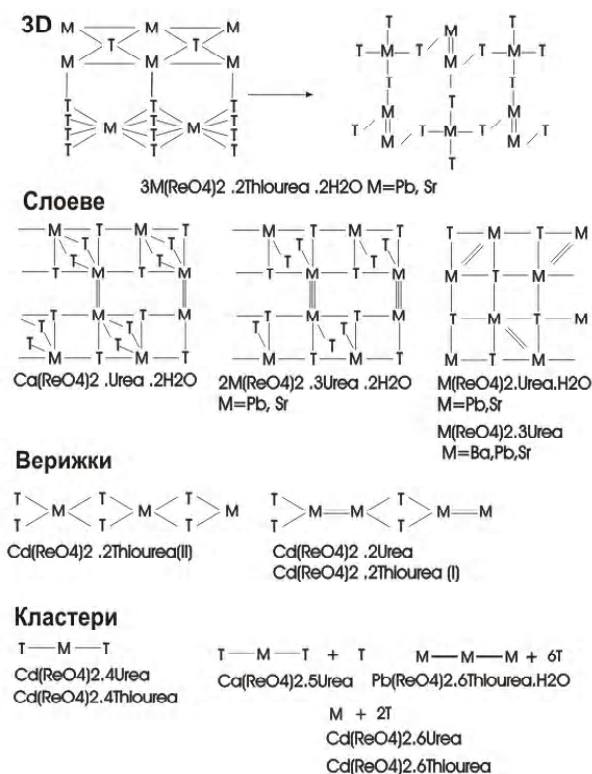 3D
M M M
T T
M M M
T T T
T T T
M M
T T T
T T T
T M T
T M T M T M T
T T
T
M M
T M T M T M T
T
3M(ReO4)2 .2Thiourea .2H2O M=Pb, Sr
Слоеве
M T M T
T T
T T
T M T M
T M T M
T T
T T
M T M T
Ca(ReO4)2 .Urea .2H2O
M T M T
T T
T T
T M T M
T M T M
T T
T T
M T M T
2M(ReO4)2 .3Urea .2H2O
M=Pb, Sr
T M T M
M T M
T M T M
M T M T
M(ReO4)2.Urea.H2O
M=Pb,Sr
M(ReO4)2.3Urea
M=Ba,Pb,Sr
Верижки
T T T
M M M
T T T
Cd(ReO4)2 .2Thiourea(II)
T T
M M M M
T T
Cd(ReO4)2 .2Urea
Cd(ReO4)2 .2Thiourea (I)
Кластери
T—M—T
Cd(ReO4)2.4Urea
Cd(ReO4)2.4Thiourea
T—M—T + T
Ca(ReO4)2.5Urea
M—M—M + 6T
Pb(ReO4)2.6Thiourea.H2O
M + 2T
Cd(ReO4)2.6Urea
Cd(ReO4)2.6Thiourea